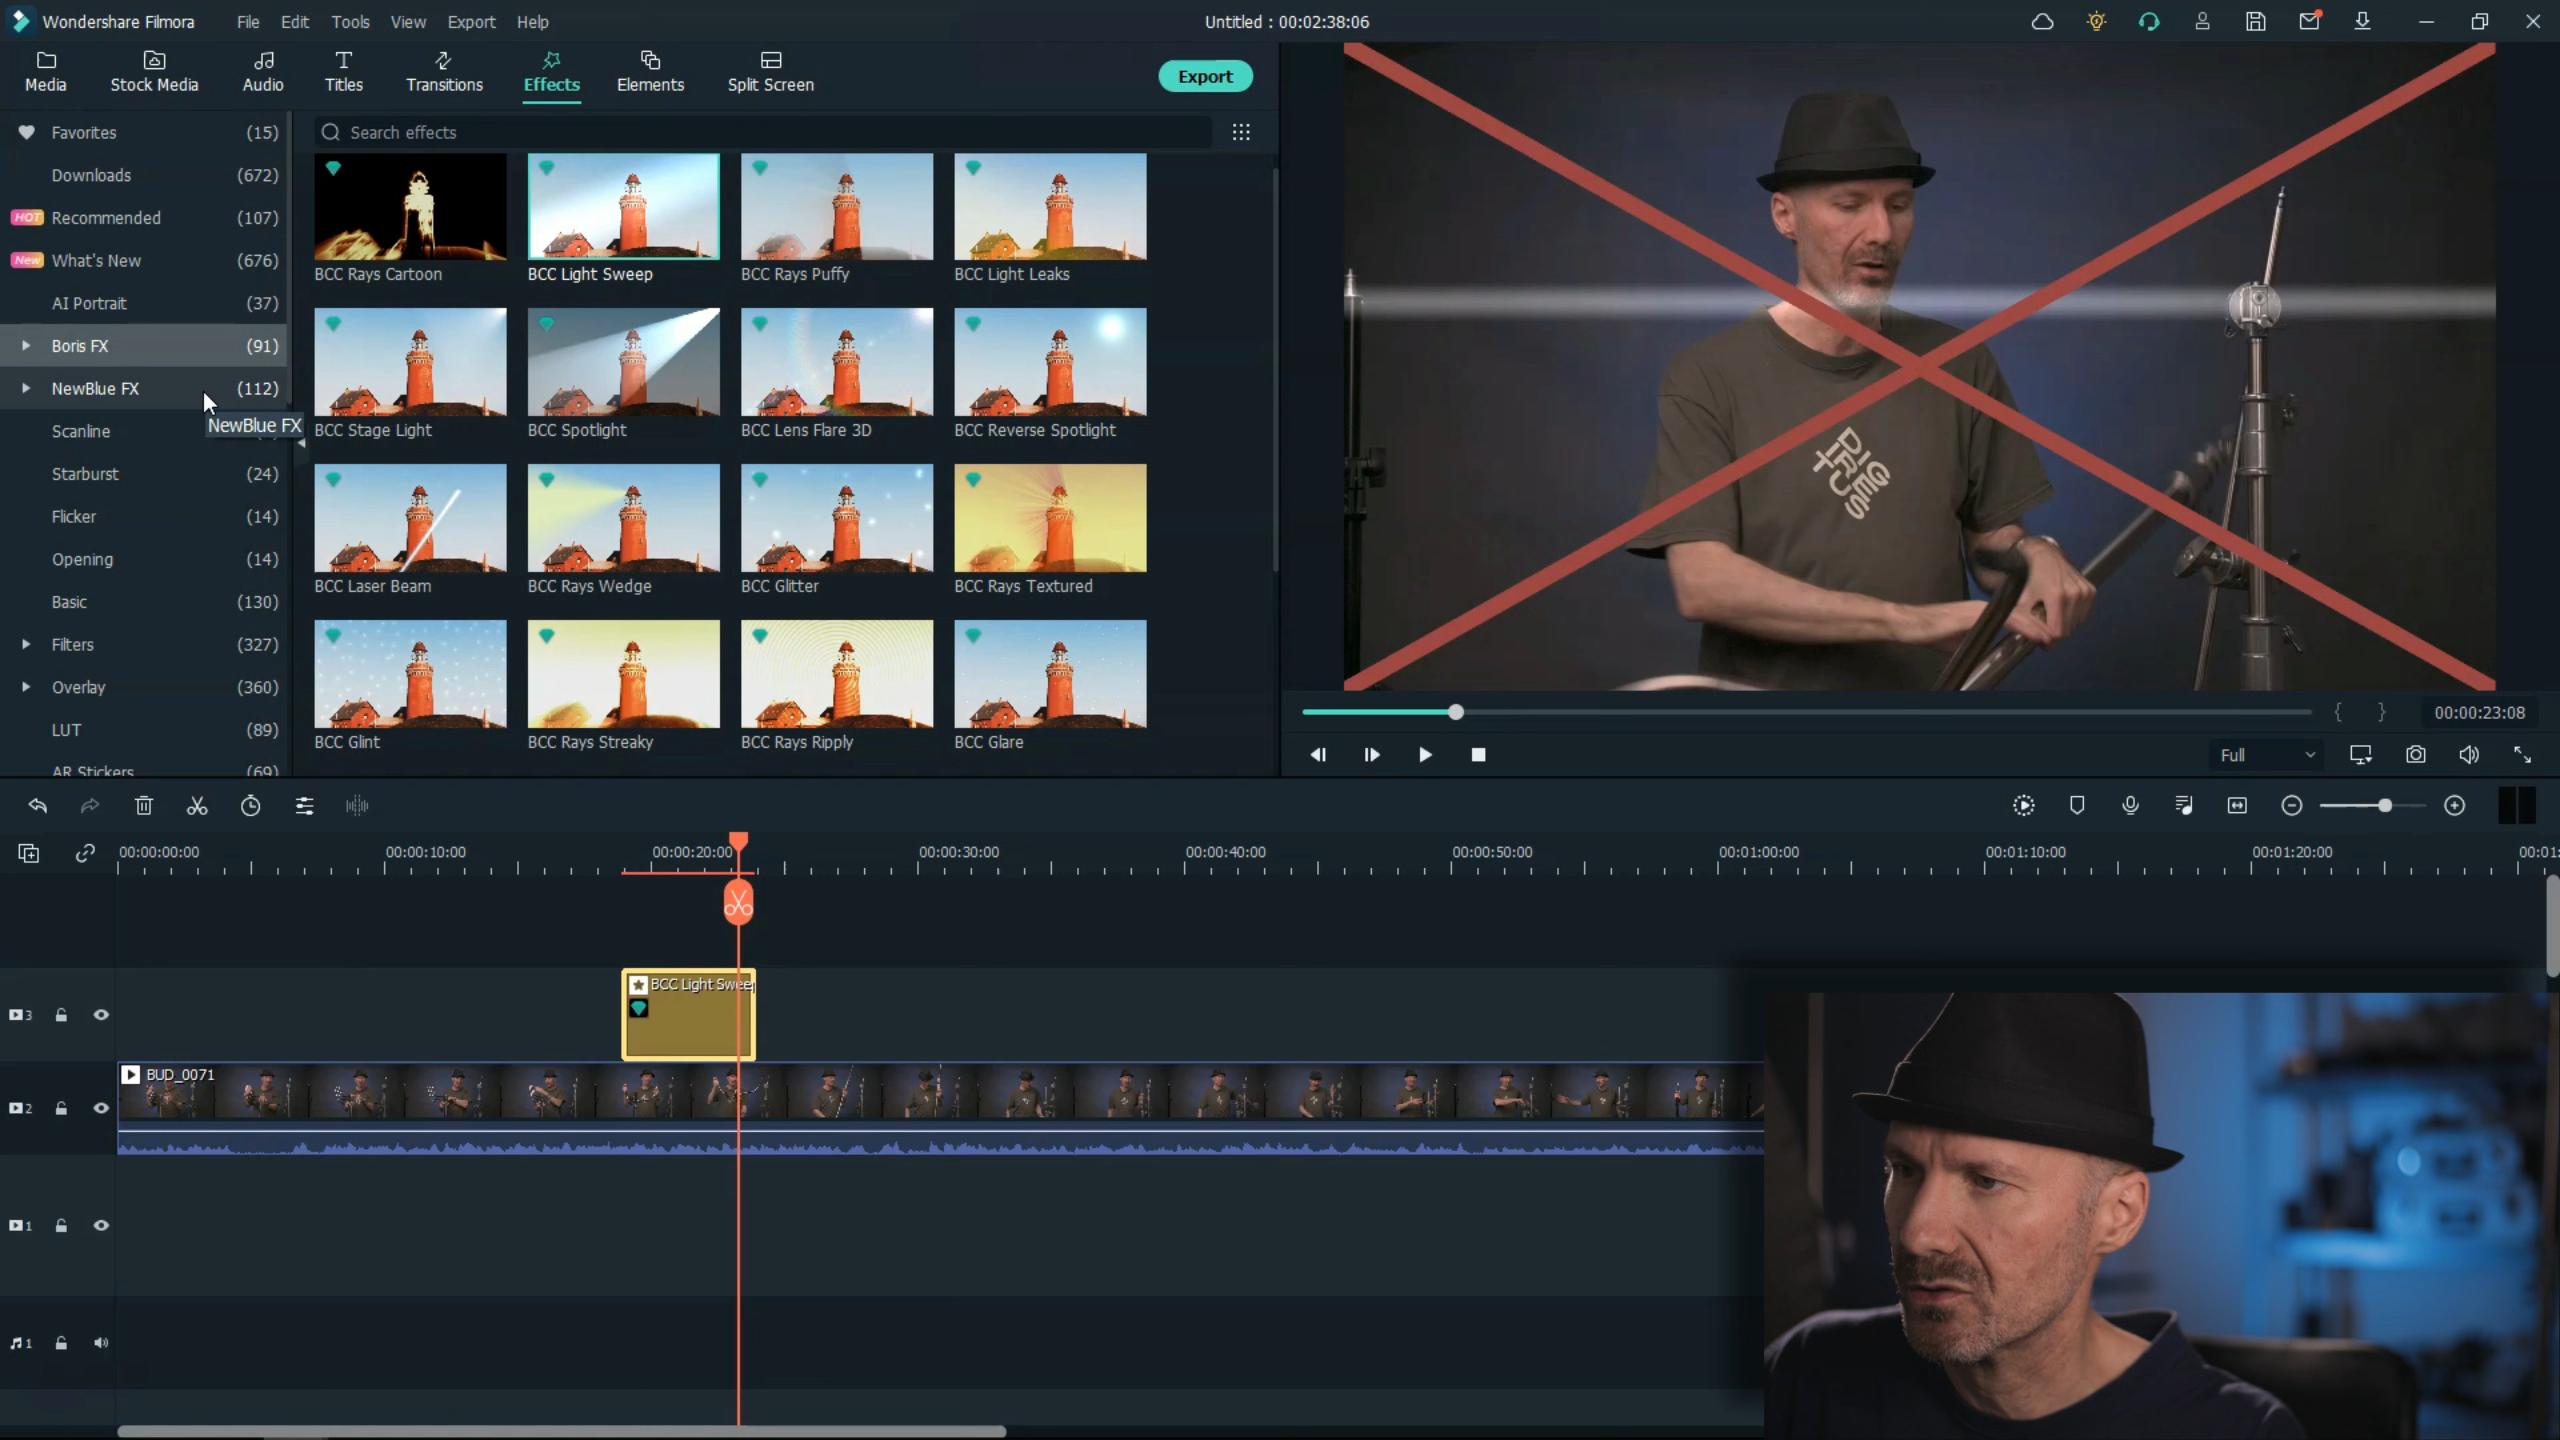 Wondershare Filmora File Edit Tools View Export Help Untitled : 00:02:38:06
Media Stock Media Audio Titles Transitions Effects Elements Split Screen Export
Favorites (15)
Search effects
Downloads (672)
HOT Recommended (107)
New What's New (676)
AI Portrait (37)
Boris FX (91)
NewBlue FX (112)
NewBlue FX
Scanline
Starburst (24)
Flicker (14)
Opening (14)
Basic (130)
Filters (327)
Overlay (360)
LUT (89)
AR Stickers (69)
BCC Rays Cartoon BCC Light Sweep BCC Rays Puffy BCC Light Leaks
BCC Stage Light BCC Spotlight BCC Lens Flare 3D BCC Reverse Spotlight
BCC Laser Beam BCC Rays Wedge BCC Glitter BCC Rays Textured
BCC Glint BCC Rays Streaky BCC Rays Ripply BCC Glare
DIG
ITRES
TUS
{ } 00:00:23:08
Full
00:00:00:00 00:00:10:00 00:00:20:00 00:00:30:00 00:00:40:00 00:00:50:00 00:01:00:00 00:01:10:00 00:01:20:00 00:01:
3 BCC Light Sweep
BUD_0071
2
1
1